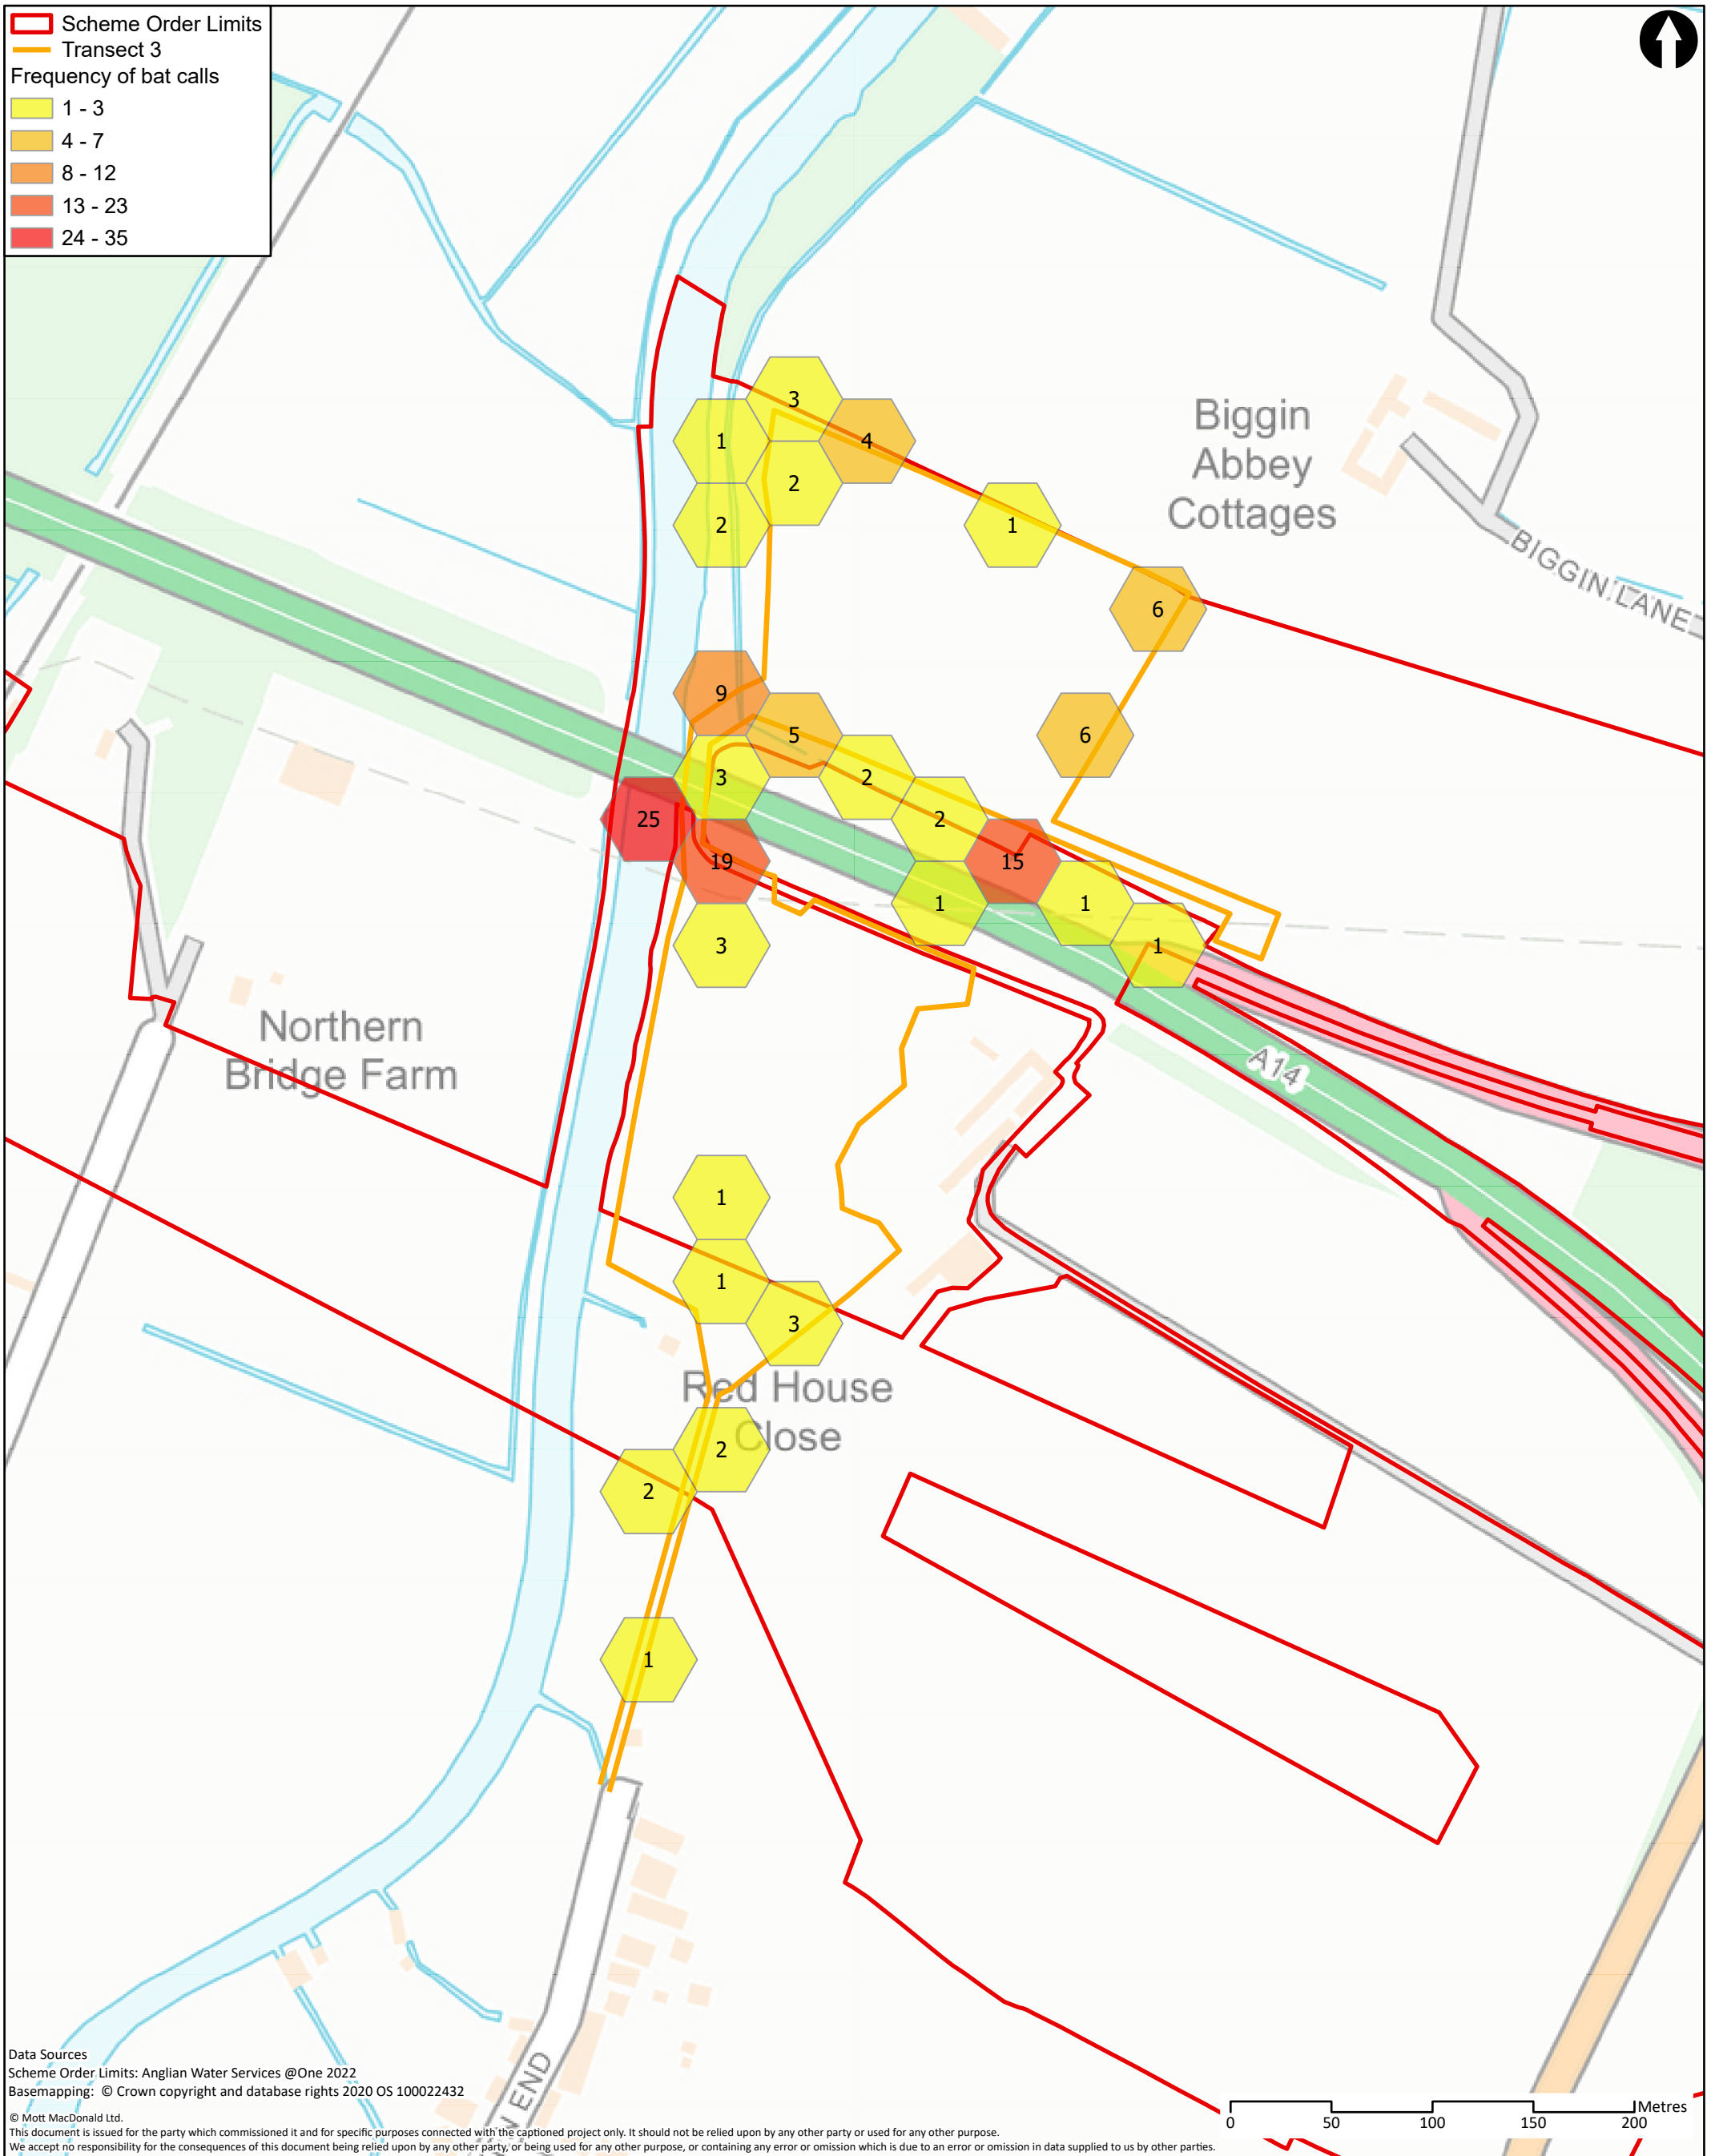 Scheme Order Limits
Transect 3
Frequency of bat calls
1 - 3
4 - 7
8 - 12
13 - 23
24 - 35
3
1
4
2
2
1
Biggin
Abbey
Cottages
BIGGIN LANE
6
9
5
6
3
2
25
2
19
15
1
1
3
1
Northern
Bridge Farm
A14
1
1
3
Red House
Close
2
2
1
END
Data Sources
Scheme Order Limits: Anglian Water Services @One 2022
Basemapping: © Crown copyright and database rights 2020 OS 100022432
© Mott MacDonald Ltd.
This document is issued for the party which commissioned it and for specific purposes connected with the captioned project only. It should not be relied upon by any other party or used for any other purpose.
We accept no responsibility for the consequences of this document being relied upon by any other party, or being used for any other purpose, or containing any error or omission which is due to an error or omission in data supplied to us by other parties.
Metres
0 50 100 150 200